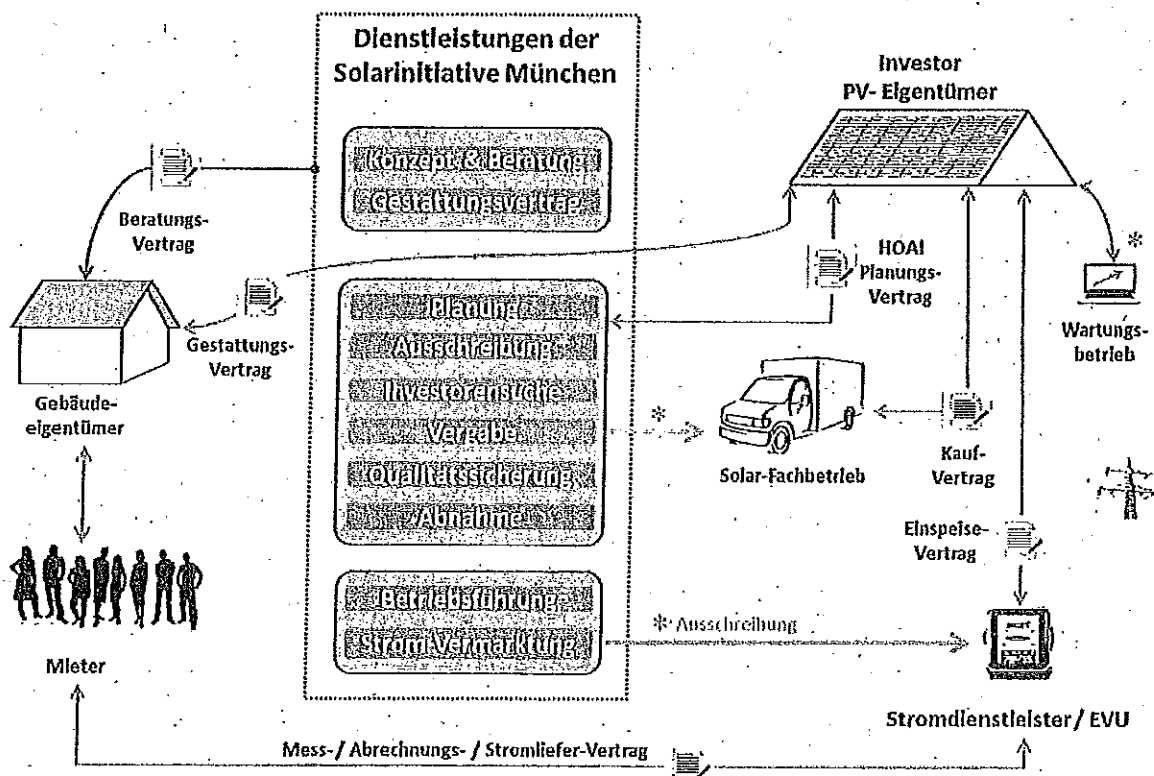 Dienstleistungen der
Solarinitiative München
Konzept & Beratung
Gestattungsvertrag
Planung
Ausschreibung
Investorensuche
Vergabe
Qualitätssicherung
Abnahme
Betriebsführung
Strom-Vermarktung
Beratungs-
Vertrag
Gestattungs-
Vertrag
Gebäude-
eigentümer
Mieter
Investor
PV- Eigentümer
HOAI
Planungs-
Vertrag
*
Wartungs-
betrieb
*
Solar-Fachbetrieb
Kauf-
Vertrag
Einspeise-
Vertrag
* Ausschreibung
Stromdienstleister / EVU
Mess-/ Abrechnungs- / Stromliefer-Vertrag